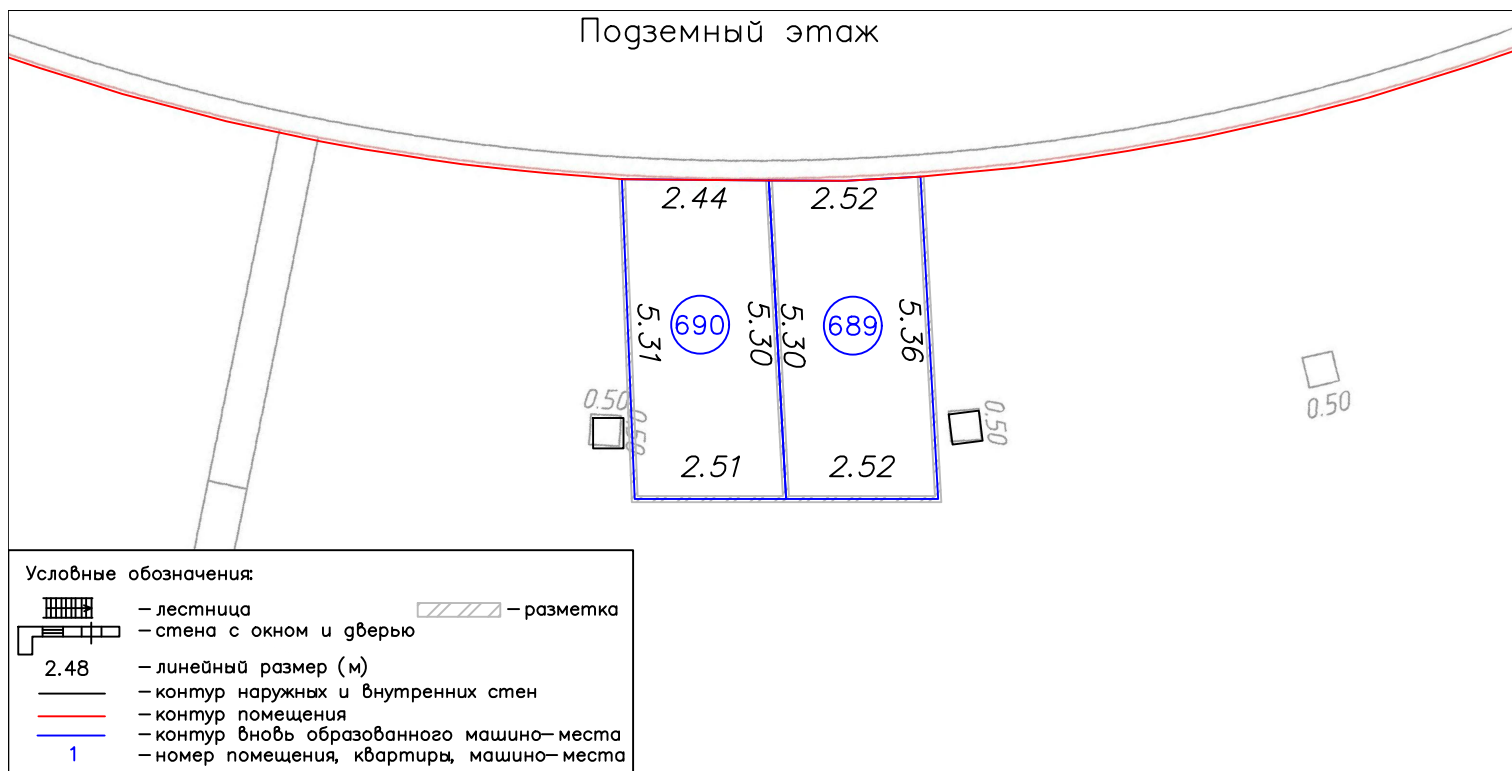 Подземный этаж
2.44
2.52
5.31
690
5.30
5.30
689
5.36
0.50
0.50
0.50
0.50
2.51
2.52
Условные обозначения:
– лестница
– разметка
– стена с окном и дверью
2.48 – линейный размер (м)
– контур наружных и внутренних стен
– контур помещения
– контур вновь образованного машино–места
1 – номер помещения, квартиры, машино–места